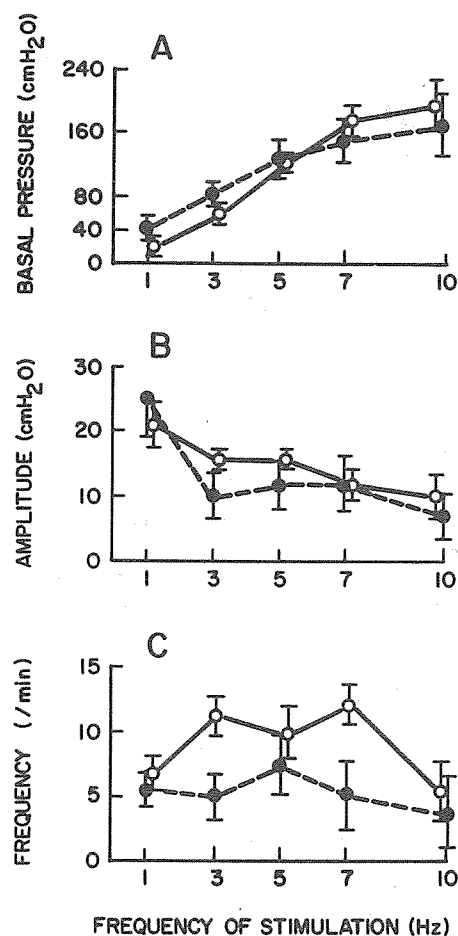 A
BASAL PRESSURE (cmH2O)
240
160
80
40
0
1 3 5 7 10
B
AMPLITUDE (cmH2O)
30
20
10
0
1 3 5 7 10
C
FREQUENCY (/min)
15
10
5
0
1 3 5 7 10
FREQUENCY OF STIMULATION (Hz)